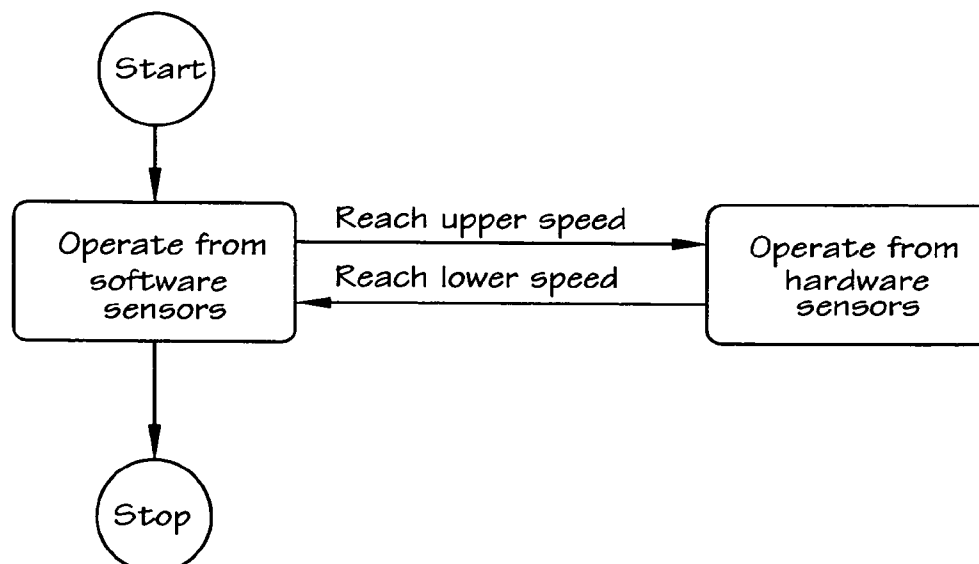 Start
Operate from
software
sensors
Reach upper speed
Reach lower speed
Operate from
hardware
sensors
Stop